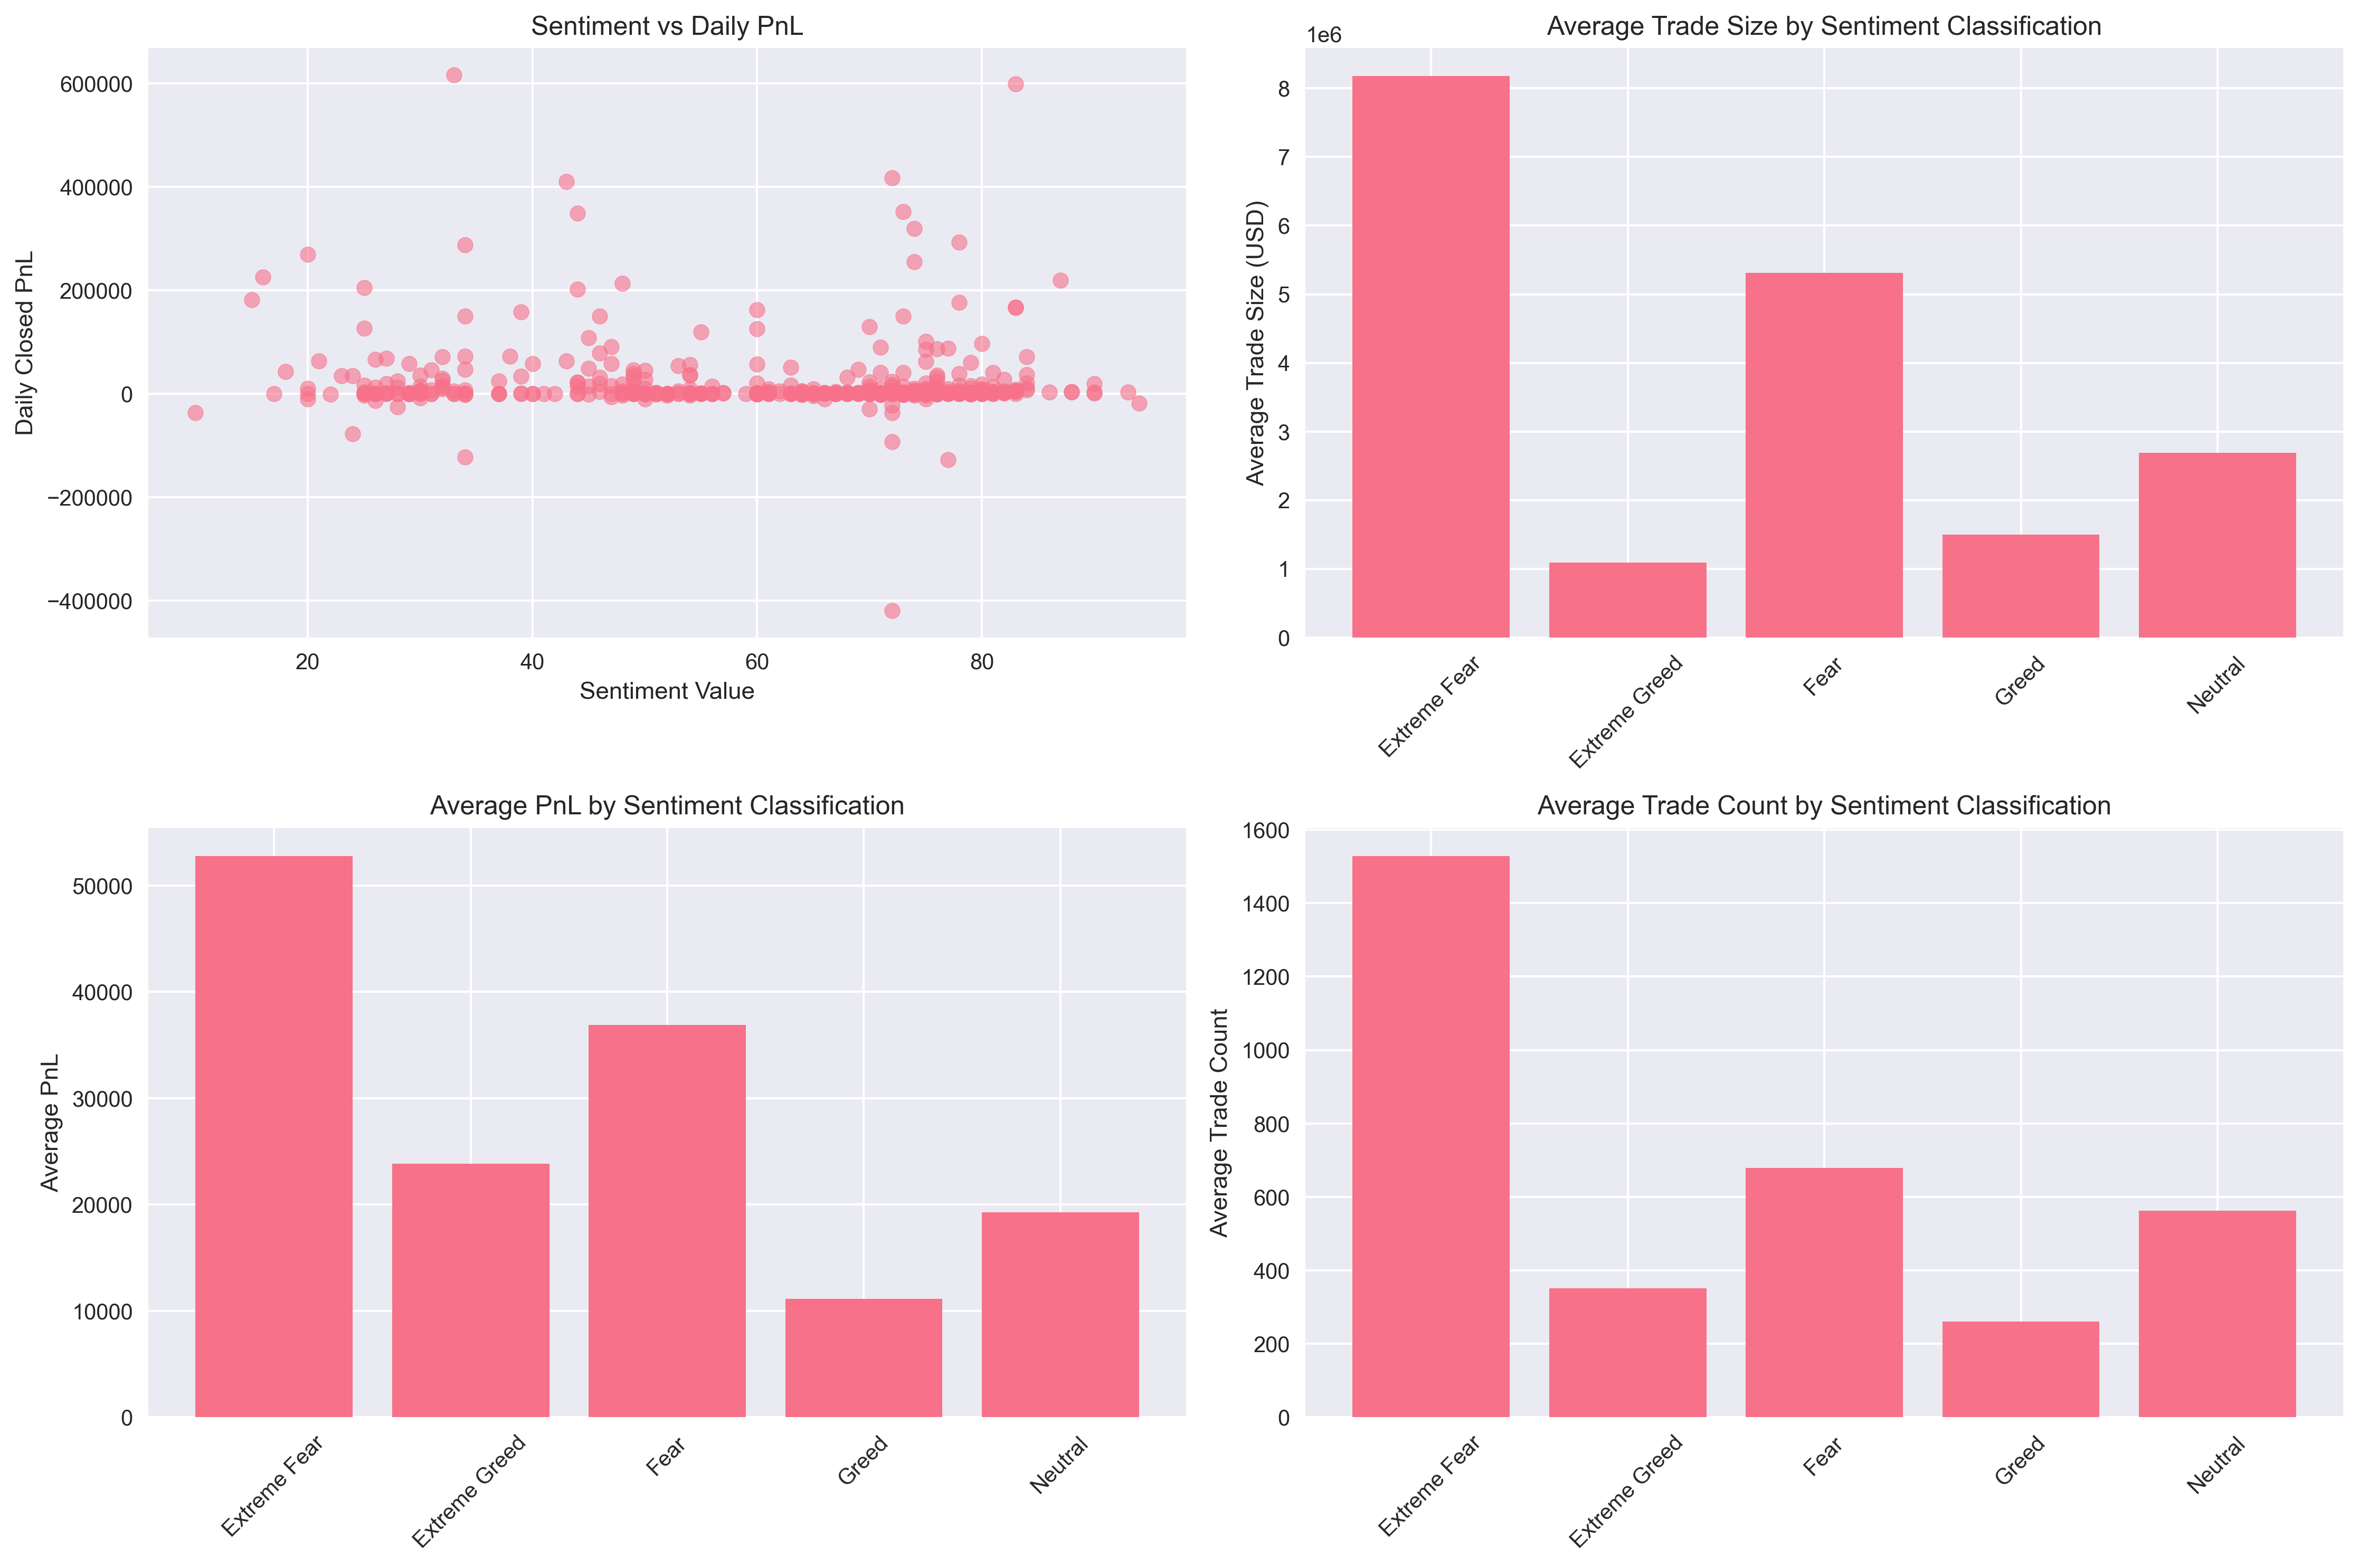 Sentiment vs Daily PnL
600000
400000
200000
0
−200000
−400000
Daily Closed PnL
20 40 60 80
Sentiment Value
Average Trade Size by Sentiment Classification
1e6
8
7
6
5
4
3
2
1
0
Average Trade Size (USD)
Extreme Fear
Extreme Greed
Fear
Greed
Neutral
Average PnL by Sentiment Classification
50000
40000
30000
20000
10000
0
Average PnL
Extreme Fear
Extreme Greed
Fear
Greed
Neutral
Average Trade Count by Sentiment Classification
1600
1400
1200
1000
800
600
400
200
0
Average Trade Count
Extreme Fear
Extreme Greed
Fear
Greed
Neutral